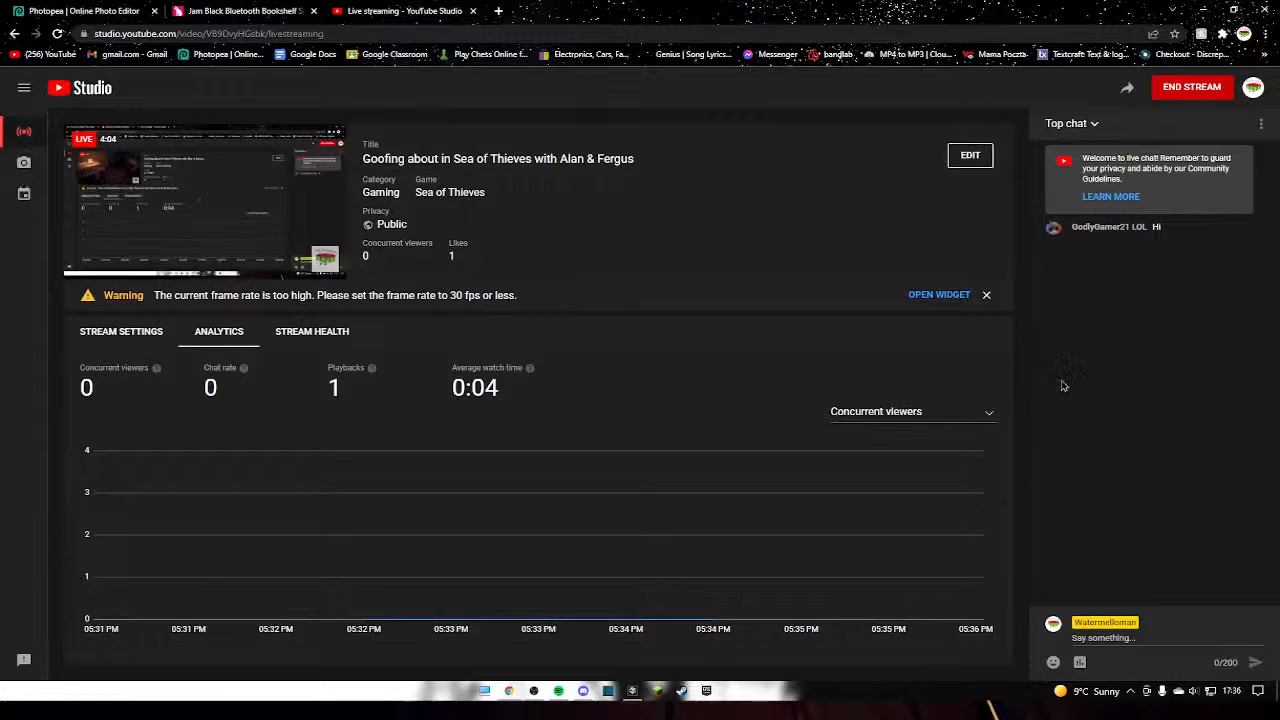 Photopea | Online Photo Editor
Jam Black Bluetooth Bookshelf S
Live streaming - YouTube Studio
studio.youtube.com/video/VB9DvyHGsbk/livestreaming
(256) YouTube
gmail.com - Gmail
Photopea | Online P...
Google Docs
Google Classroom
Play Chess Online f...
Electronics, Cars, Fa...
Genius | Song Lyrics...
Messenger
bandlab
MP4 to MP3 | Clou...
Mama Poczta
Textcraft Text & log...
Checkout - Discrep...
Studio
END STREAM
LIVE 4:04
Title
Goofing about in Sea of Thieves with Alan & Fergus
EDIT
Category Game
Gaming Sea of Thieves
Privacy
Public
Concurrent viewers Likes
0 1
Top chat
Welcome to live chat! Remember to guard
your privacy and abide by our Community
Guidelines.
LEARN MORE
GodlyGamer21 LOL Hi
Warning The current frame rate is too high. Please set the frame rate to 30 fps or less.
OPEN WIDGET
STREAM SETTINGS ANALYTICS STREAM HEALTH
Concurrent viewers Chat rate Playbacks Average watch time
0 0 1 0:04
Concurrent viewers
4
3
2
1
0
05:31 PM 05:31 PM 05:32 PM 05:32 PM 05:33 PM 05:33 PM 05:34 PM 05:34 PM 05:35 PM 05:35 PM 05:36 PM
Watermelloman
Say something...
0/200
9°C Sunny 17:36